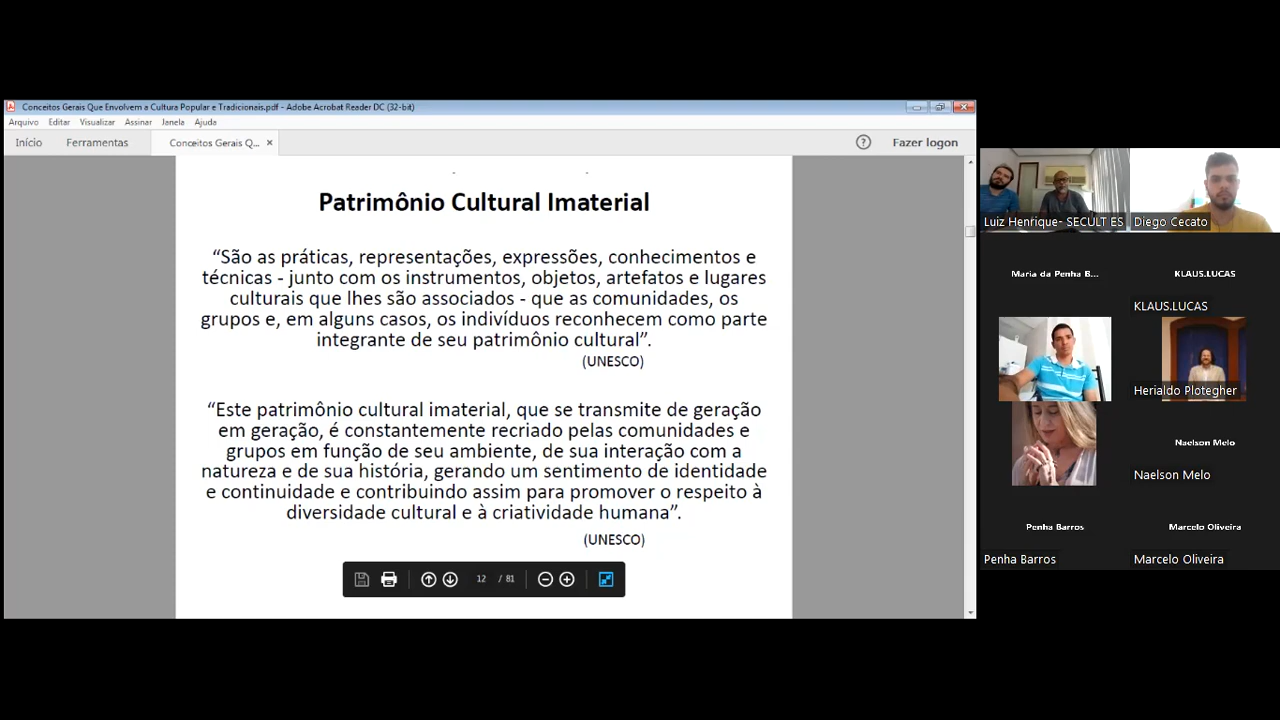 Conceitos Gerais Que Envolvem a Cultura Popular e Tradicionais.pdf - Adobe Acrobat Reader DC (32-bit)
Arquivo Editar Visualizar Assinar Janela Ajuda
Início Ferramentas Conceitos Gerais Q... × ? Fazer logon
Patrimônio Cultural Imaterial
“São as práticas, representações, expressões, conhecimentos e
técnicas - junto com os instrumentos, objetos, artefatos e lugares
culturais que lhes são associados - que as comunidades, os
grupos e, em alguns casos, os indivíduos reconhecem como parte
integrante de seu patrimônio cultural”.
(UNESCO)
“Este patrimônio cultural imaterial, que se transmite de geração
em geração, é constantemente recriado pelas comunidades e
grupos em função de seu ambiente, de sua interação com a
natureza e de sua história, gerando um sentimento de identidade
e continuidade e contribuindo assim para promover o respeito à
diversidade cultural e à criatividade humana”.
(UNESCO)
12 / 81
Luiz Henrique- SECULT ES
Diego Cecato
Maria da Penha B...
KLAUS.LUCAS
KLAUS.LUCAS
Herialdo Plotegher
Naelson Melo
Naelson Melo
Penha Barros
Penha Barros
Marcelo Oliveira
Marcelo Oliveira